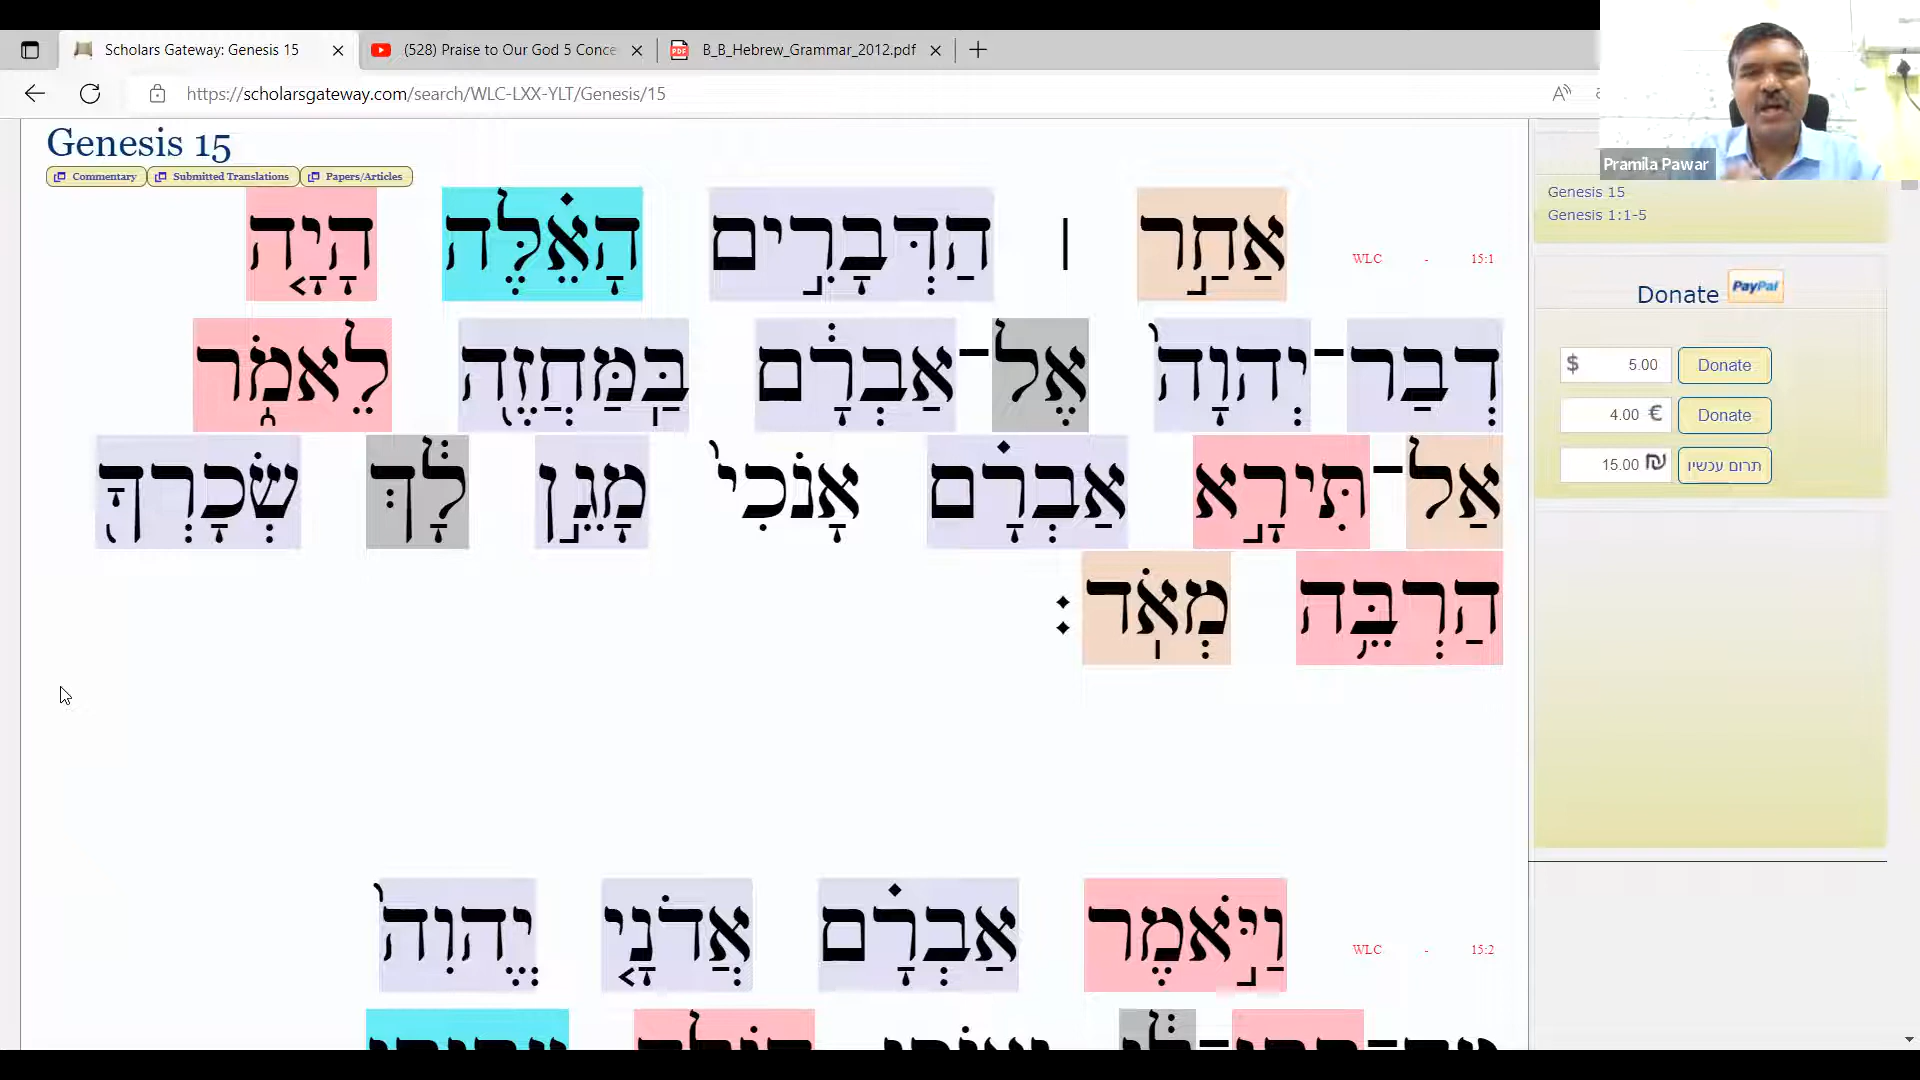 Scholars Gateway: Genesis 15
(528) Praise to Our God 5 Conce
B_B_Hebrew_Grammar_2012.pdf
https://scholarsgateway.com/search/WLC-LXX-YLT/Genesis/15
Pramila Pawar
Genesis 15
Commentary
Submitted Translations
Papers/Articles
WLC - 15:1
אַחַ֣ר ׀ הַדְּבָרִ֣ים הָאֵ֗לֶּה הָיָ֤ה
דְבַר־יְהוָה֙ אֶל־אַבְרָ֔ם בַּֽמַּחֲזֶ֖ה לֵאמֹ֑ר
אַל־תִּירָ֣א אַבְרָ֗ם אָנֹכִי֙ מָגֵ֣ן לָ֔ךְ שְׂכָרְךָ֖
הַרְבֵּ֥ה מְאֹֽד׃
WLC - 15:2
וַיֹּ֣אמֶר אַבְרָ֗ם אֲדֹנָ֤י יֱהוִה֙
Genesis 15
Genesis 1:1-5
Donate PayPal
$ 5.00 Donate
4.00 € Donate
15.00 ₪ תרום עכשיו